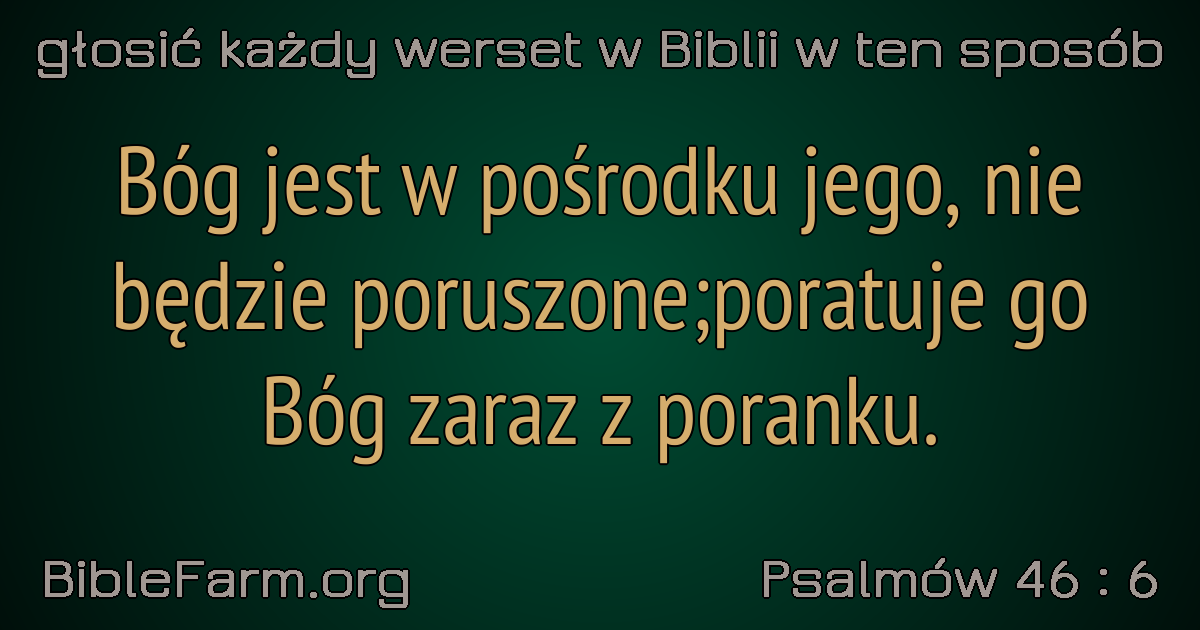 głosić każdy werset w Biblii w ten sposób
Bóg jest w pośrodku jego, nie
będzie poruszone;poratuje go
Bóg zaraz z poranku.
BibleFarm.org
Psalmów 46 : 6